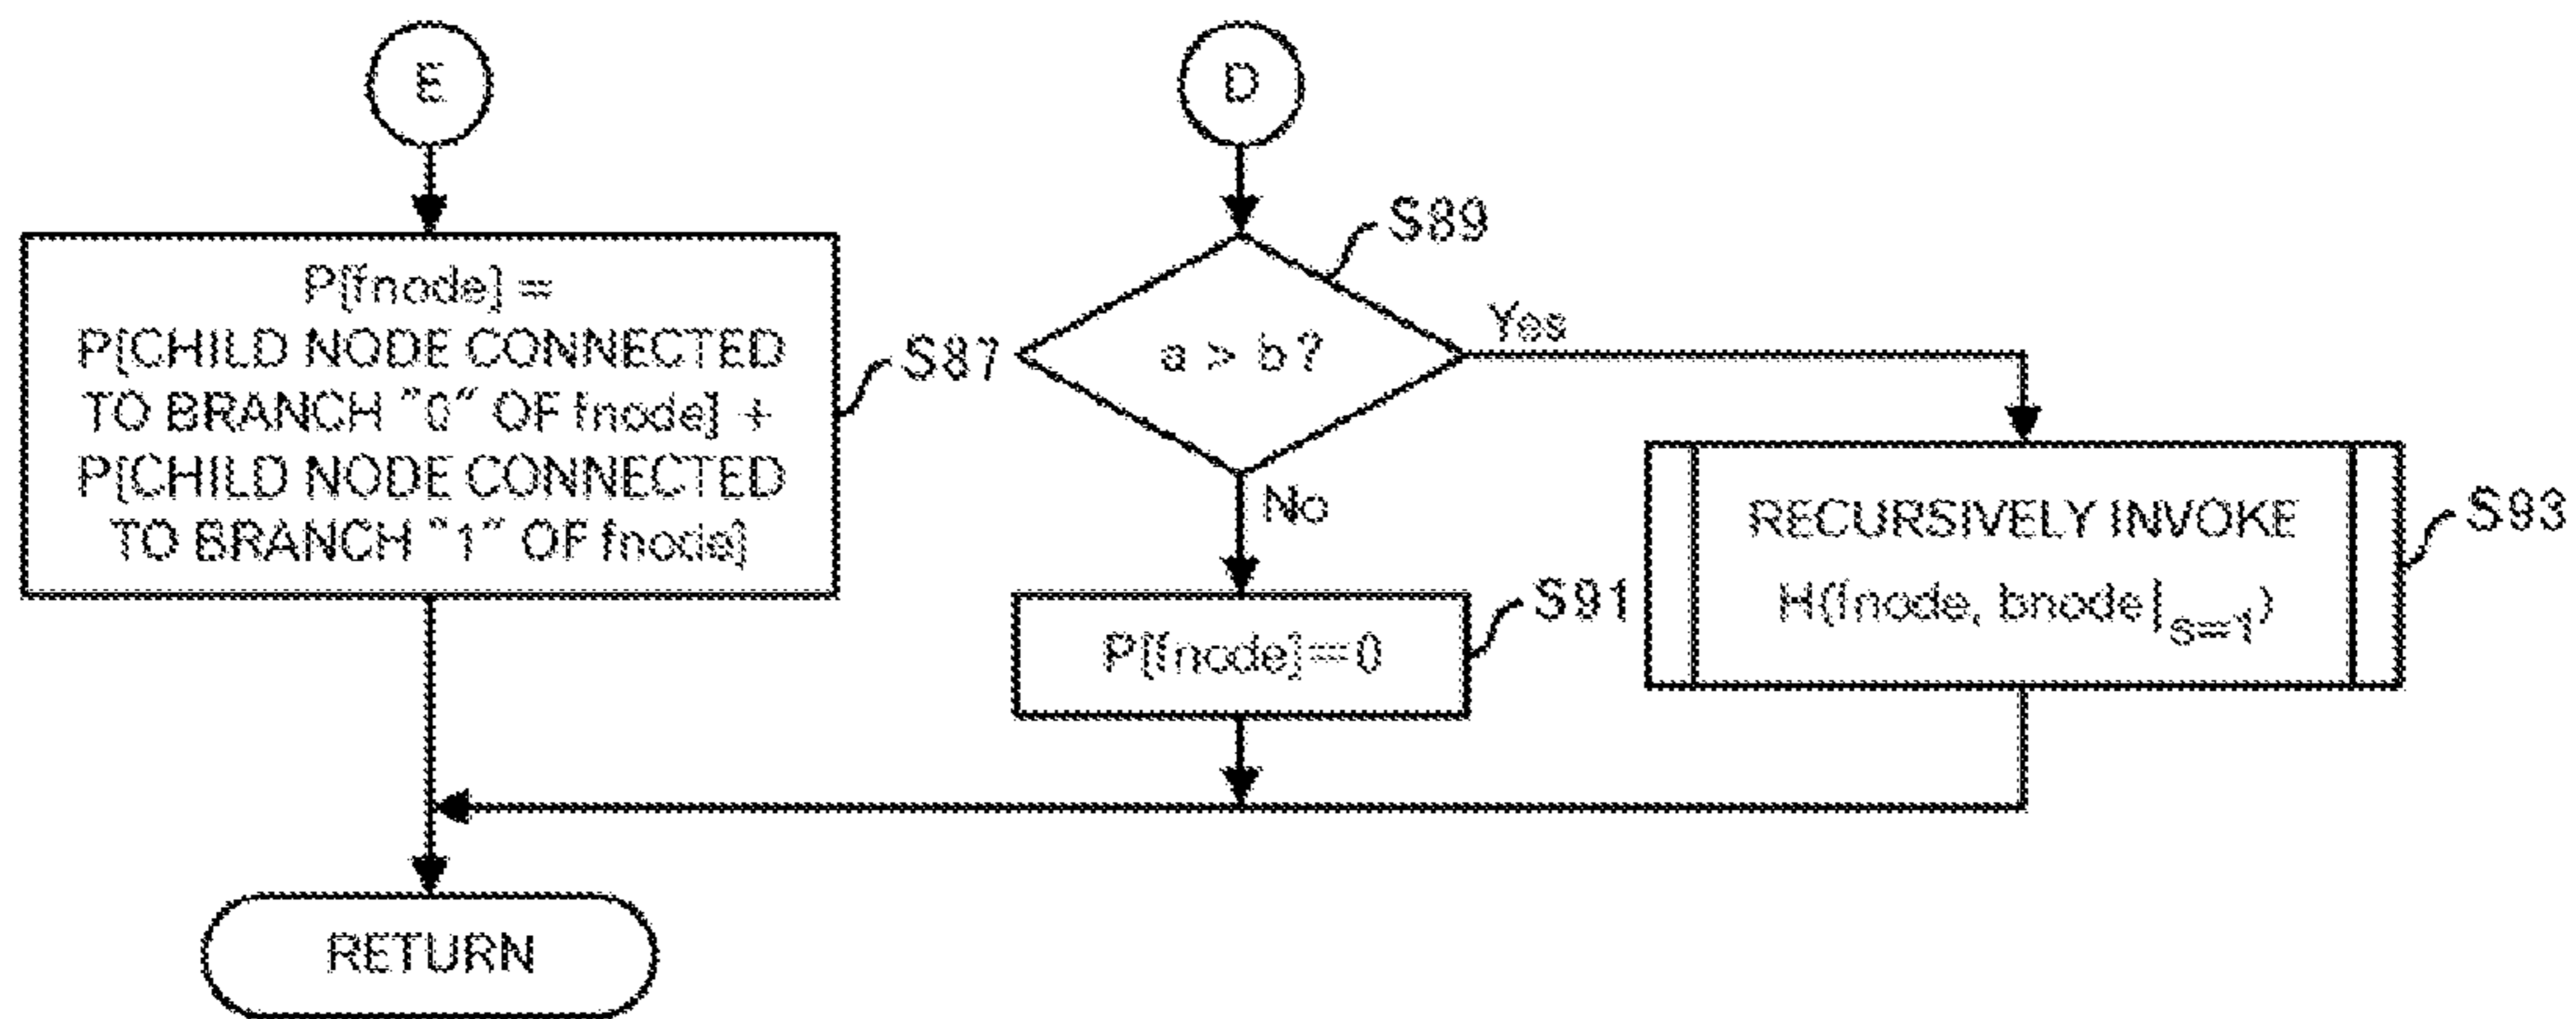 E
P[fnode] =
P[CHILD NODE CONNECTED
TO BRANCH "0" OF fnode] +
P[CHILD NODE CONNECTED
TO BRANCH "1" OF fnode]
S87
D
S89
a > b?
Yes
No
P[fnode]=0
S91
RECURSIVELY INVOKE
H(fnode, bnode|s=1)
S93
RETURN